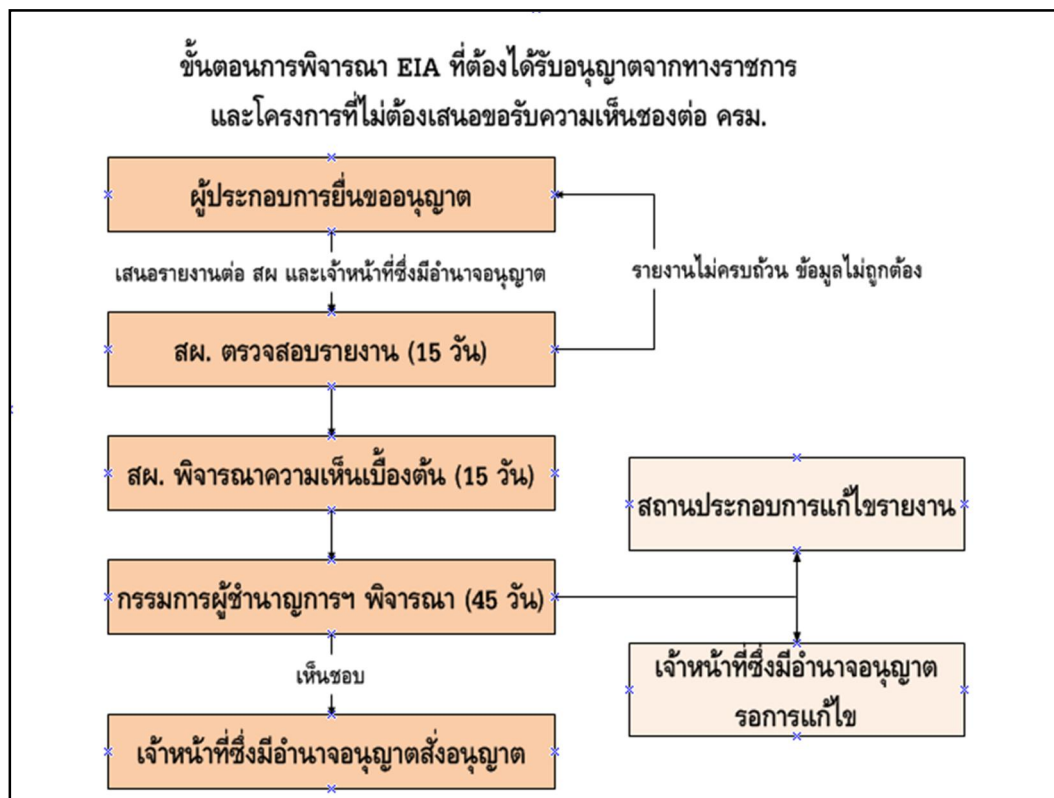 ขั้นตอนการพิจารณา EIA ที่ต้องได้รับอนุญาตจากทางราชการ
และโครงการที่ไม่ต้องเสนอขอรับความเห็นชองต่อ ครม.
ผู้ประกอบการยื่นขออนุญาต
เสนอรายงานต่อ สผ และเจ้าหน้าที่ซึ่งมีอำนาจอนุญาต
รายงานไม่ครบถ้วน ข้อมูลไม่ถูกต้อง
สผ. ตรวจสอบรายงาน (15 วัน)
สผ. พิจารณาความเห็นเบื้องต้น (15 วัน)
สถานประกอบการแก้ไขรายงาน
กรรมการผู้ชำนาญการฯ พิจารณา (45 วัน)
เห็นชอบ
เจ้าหน้าที่ซึ่งมีอำนาจอนุญาต
รอการแก้ไข
เจ้าหน้าที่ซึ่งมีอำนาจอนุญาตสั่งอนุญาต